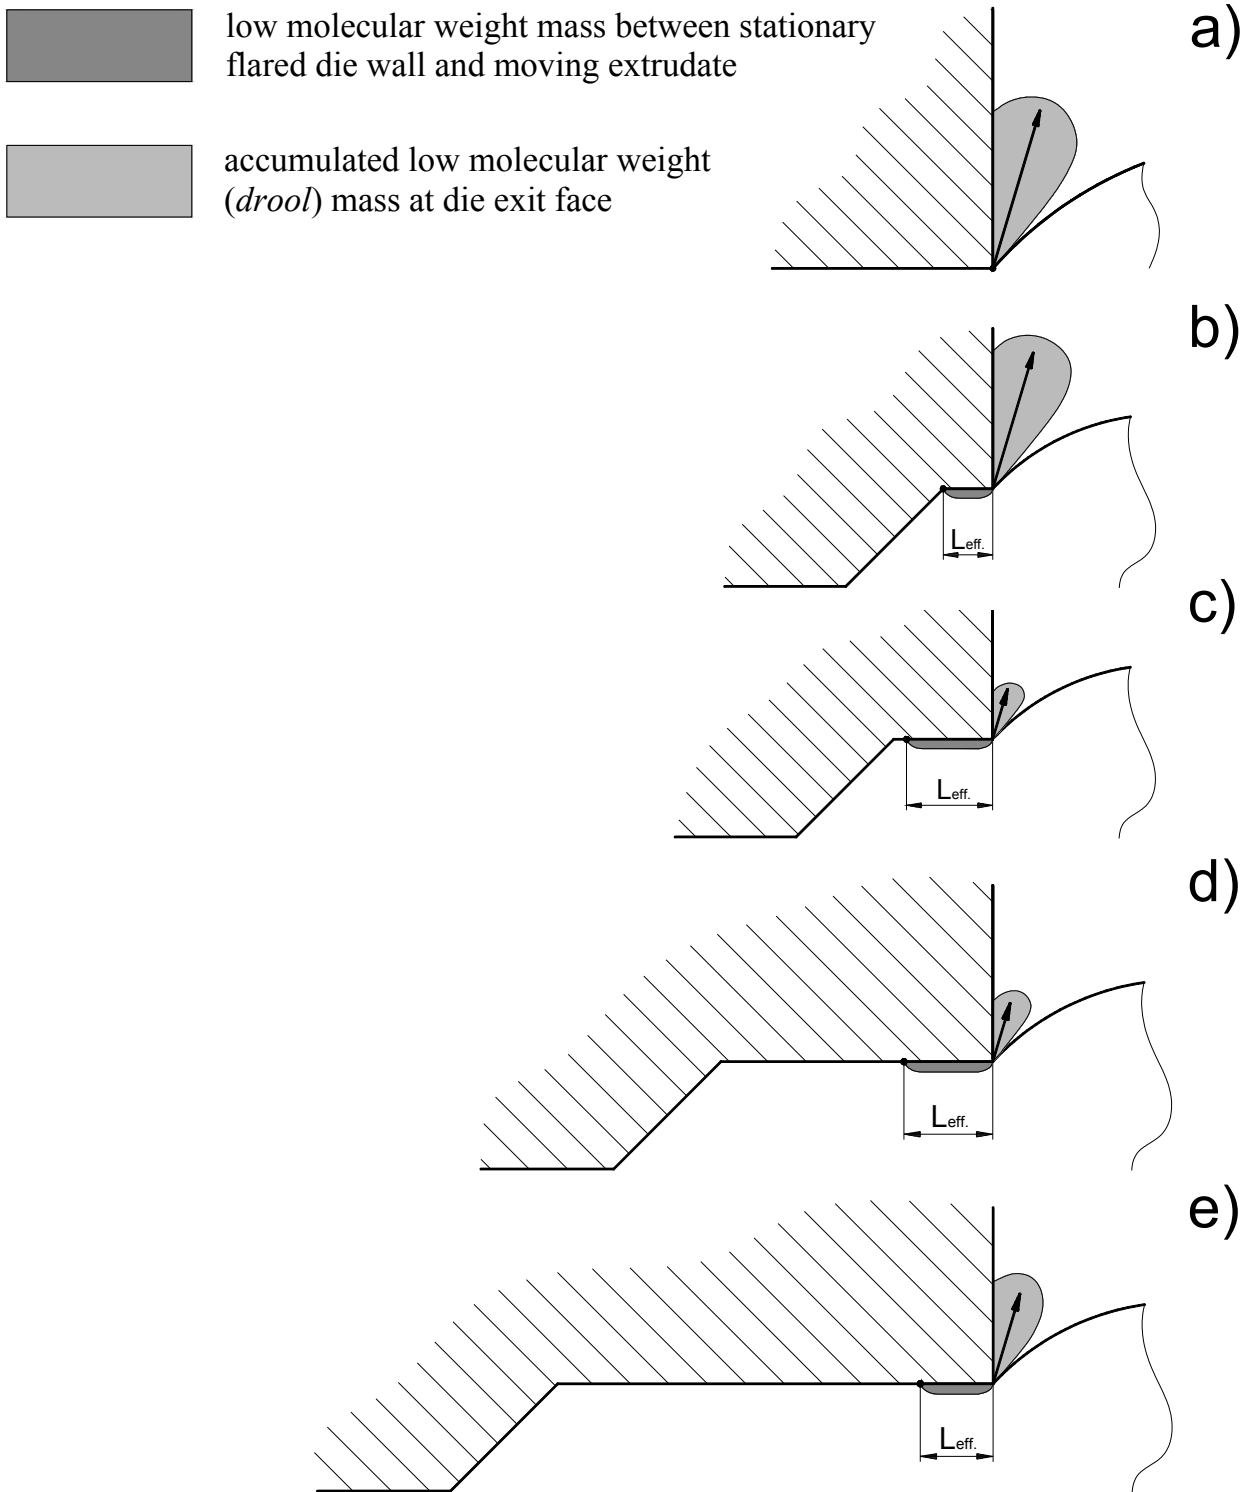 low molecular weight mass between stationary
flared die wall and moving extrudate
accumulated low molecular weight
(drool) mass at die exit face
a)
b)
Leff.
c)
Leff.
d)
Leff.
e)
Leff.